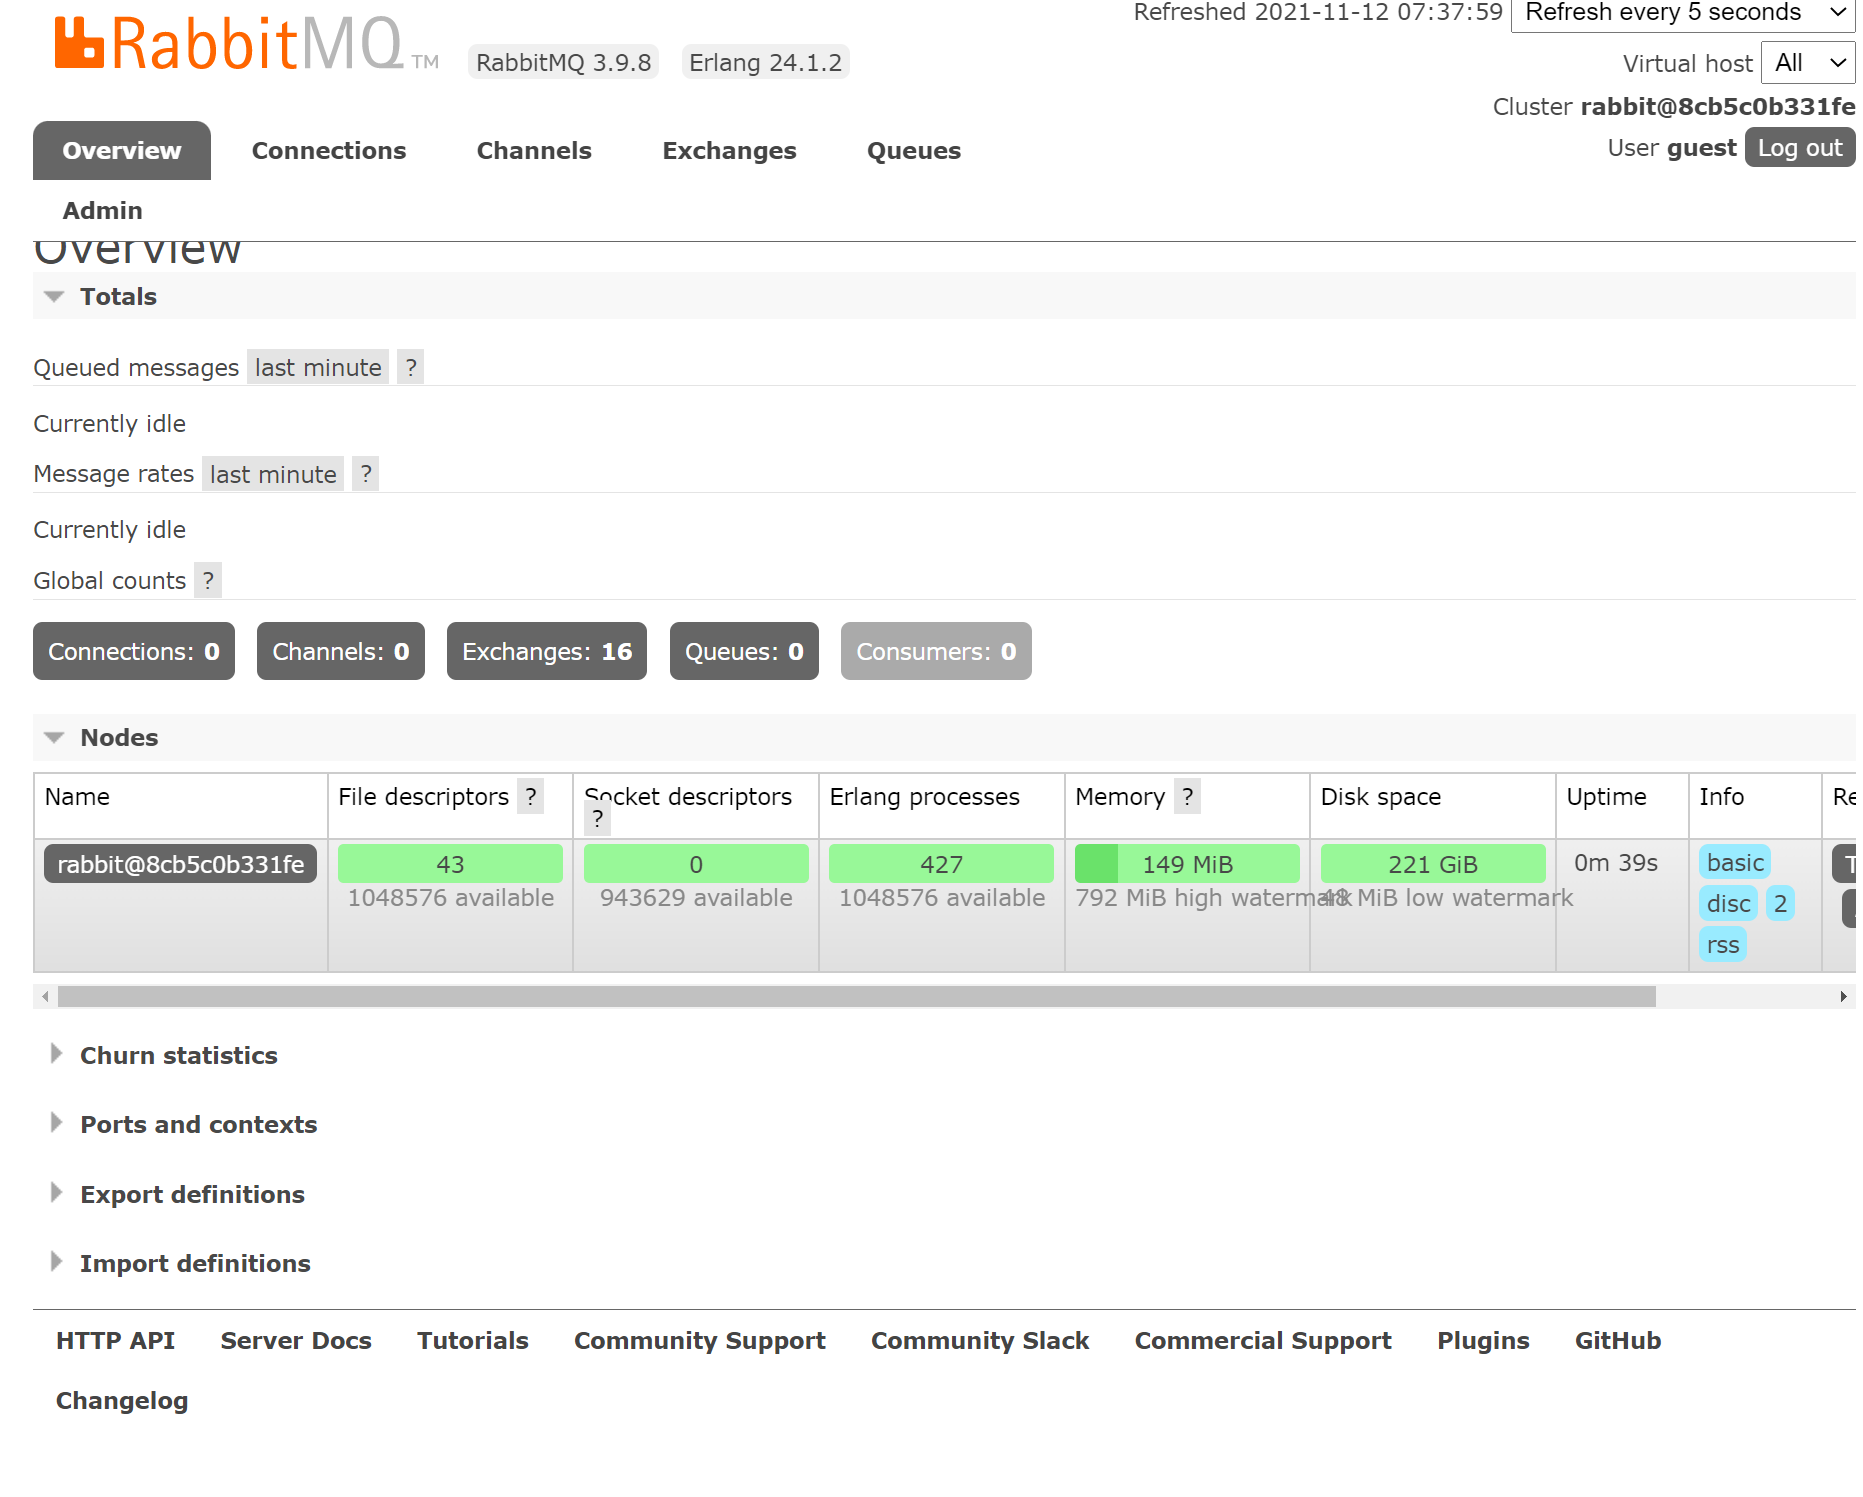 RabbitMQ TM RabbitMQ 3.9.8 Erlang 24.1.2
Refreshed 2021-11-12 07:37:59 Refresh every 5 seconds
Virtual host All
Cluster rabbit@8cb5c0b331fe
User guest Log out
Overview Connections Channels Exchanges Queues
Admin
Overview
Totals
Queued messages last minute ?
Currently idle
Message rates last minute ?
Currently idle
Global counts ?
Connections: 0 Channels: 0 Exchanges: 16 Queues: 0 Consumers: 0
Nodes
Name File descriptors ? Socket descriptors ? Erlang processes Memory ? Disk space Uptime Info Re
rabbit@8cb5c0b331fe 43 0 427 149 MiB 221 GiB 0m 39s basic T
1048576 available 943629 available 1048576 available 792 MiB high watermark 48 MiB low watermark disc 2
rss
Churn statistics
Ports and contexts
Export definitions
Import definitions
HTTP API Server Docs Tutorials Community Support Community Slack Commercial Support Plugins GitHub
Changelog